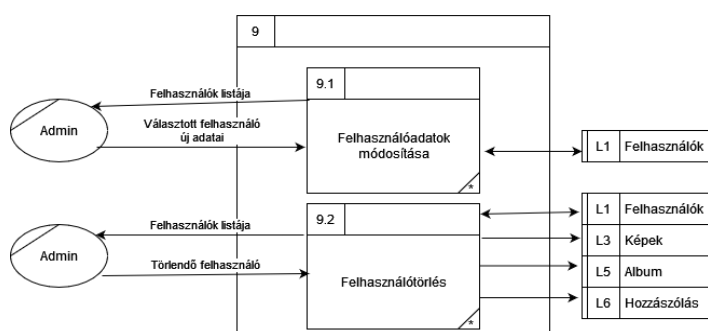 9
9.1
Felhasználók listája
Admin
Választott felhasználó
új adatai
Felhasználóadatok
módosítása
*
L1 Felhasználók
9.2
Felhasználók listája
Admin
Törlendő felhasználó
Felhasználótörlés
*
L1 Felhasználók
L3 Képek
L5 Album
L6 Hozzászólás